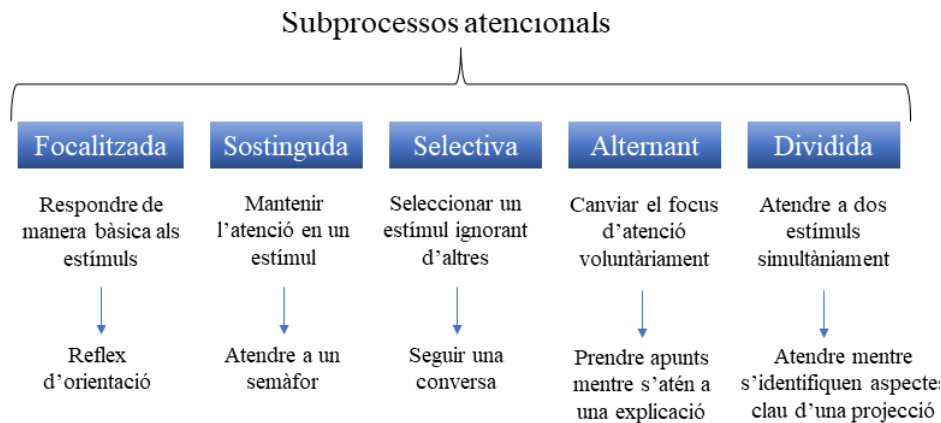 Subprocessos atencionals
Focalitzada
Sostinguda
Selectiva
Alternant
Dividida
Respondre de
manera bàsica als
estímuls
Mantenir
l’atenció en un
estímul
Seleccionar un
estímul ignorant
d’altres
Canviar el focus
d’atenció
voluntàriament
Atendre a dos
estímuls
simultàniament
Reflex
d’orientació
Atendre a un
semàfor
Seguir una
conversa
Prendre apunts
mentre s’atén a
una explicació
Atendre mentre
s’identifiquen aspectes
clau d’una projecció